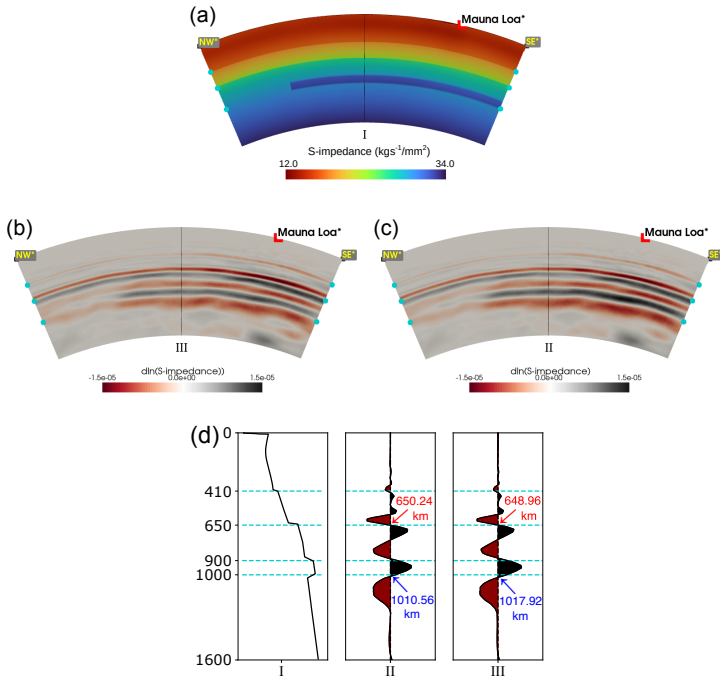 (a)
Mauna Loa*
NW*
SE*
I
S-impedance (kgs⁻¹/mm²)
12.0 34.0
(b)
Mauna Loa*
NW*
SE*
III
dln(S-impedance))
-1.5e-05 0.0e+00 1.5e-05
(c)
Mauna Loa*
NW*
SE
II
dln(S-impedance)
-1.5e-05 0.0e+00 1.5e-05
(d)
0
410
650
900
1000
1600
I
650.24
km
1010.56
km
II
648.96
km
1017.92
km
III